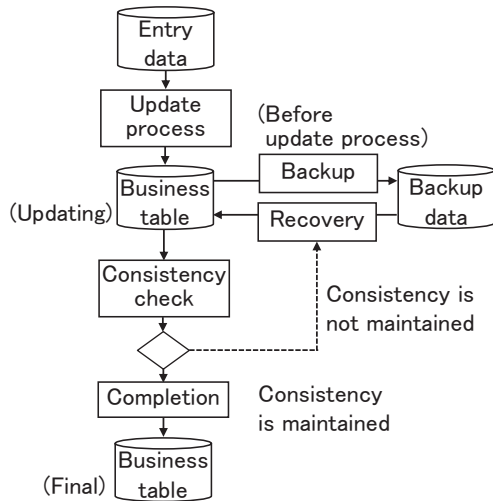 Entry
data
Update
process
(Before
update process)
Backup
Business
table
Backup
data
(Updating)
Recovery
Consistency
check
Consistency is
not maintained
Completion
Consistency
is maintained
Business
table
(Final)